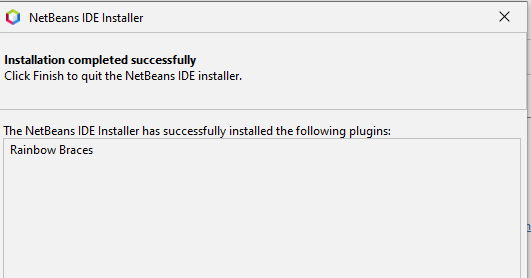 NetBeans IDE Installer
Installation completed successfully
Click Finish to quit the NetBeans IDE installer.
The NetBeans IDE Installer has successfully installed the following plugins:
Rainbow Braces